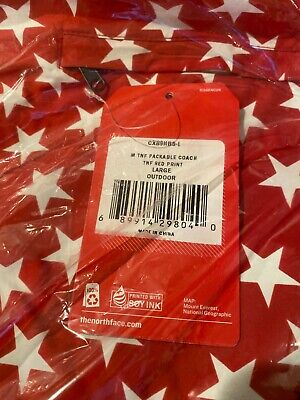 M TNF PACKABLE COACH
TNF RED PRINT
LARGE
OUTDOOR
6 89914 29804 0
MADE IN CHINA
100%
PRINTED WITH
SOY INK
thenorthface.com
MAP:
Mount Everest,
National Geographic